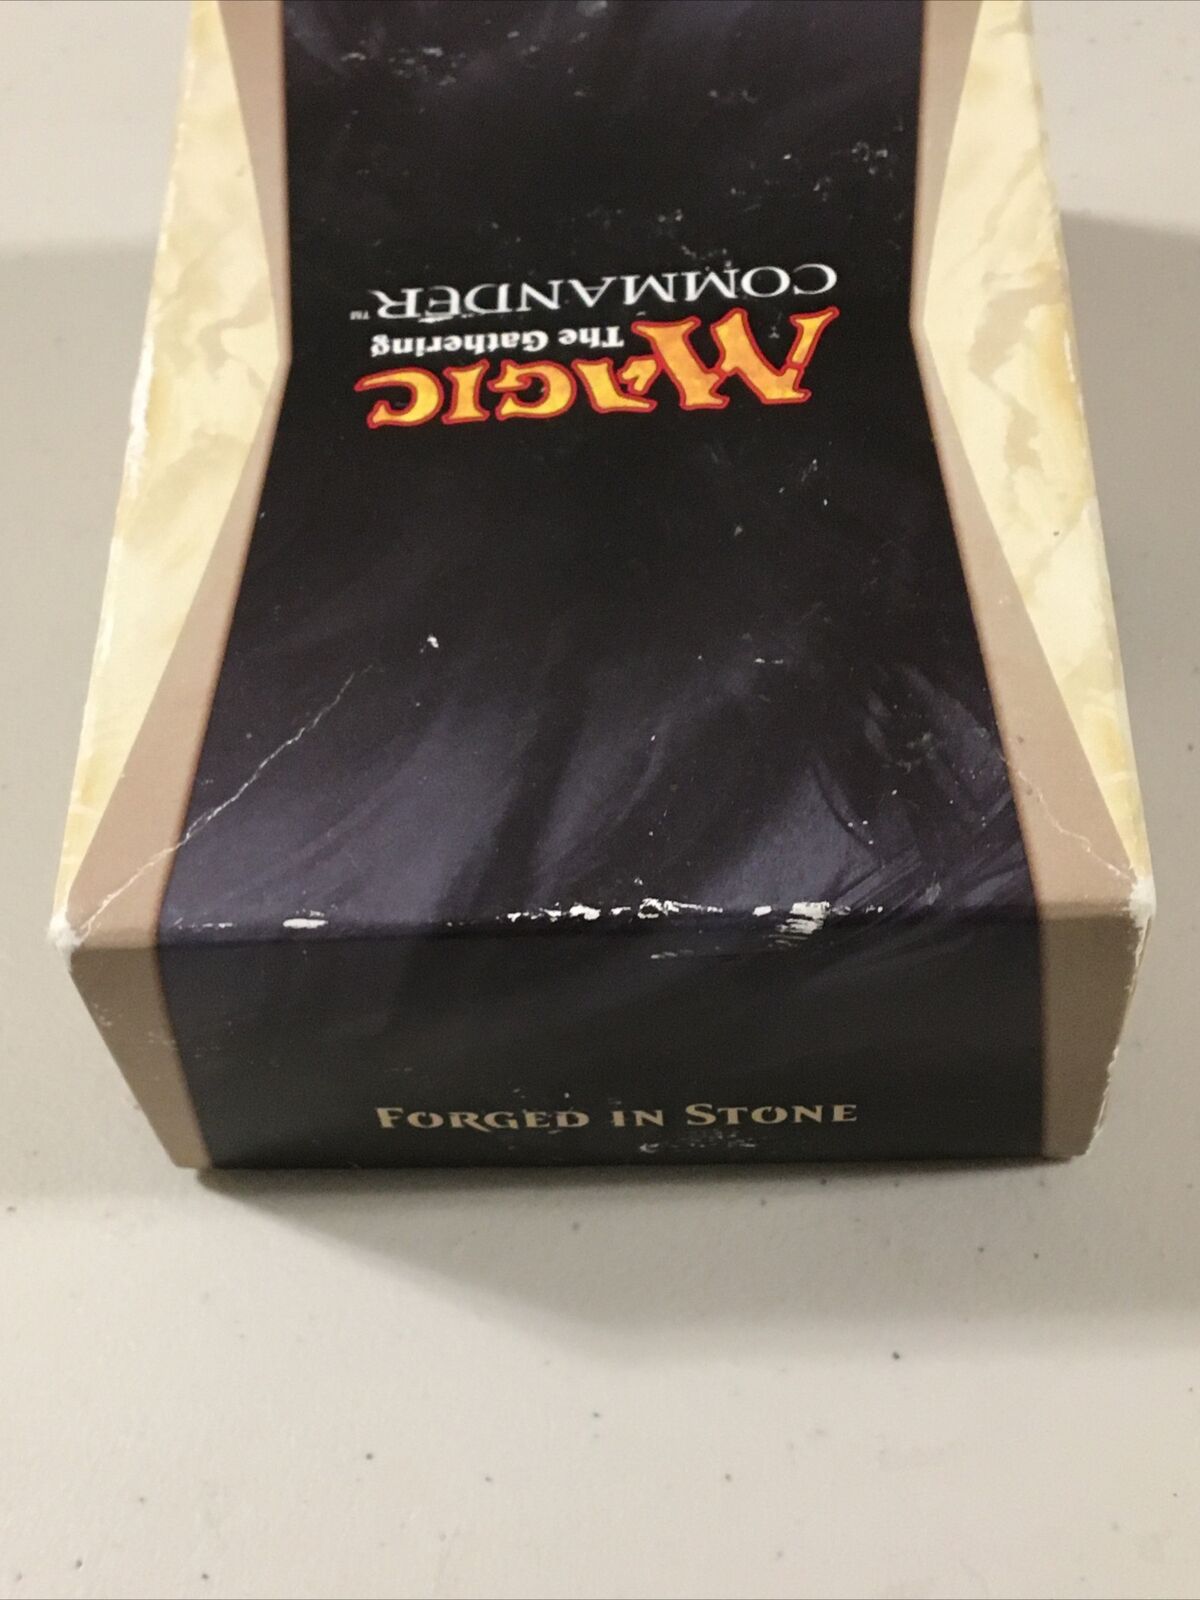 MAGIC
The Gathering
COMMANDER™
FORGED IN STONE